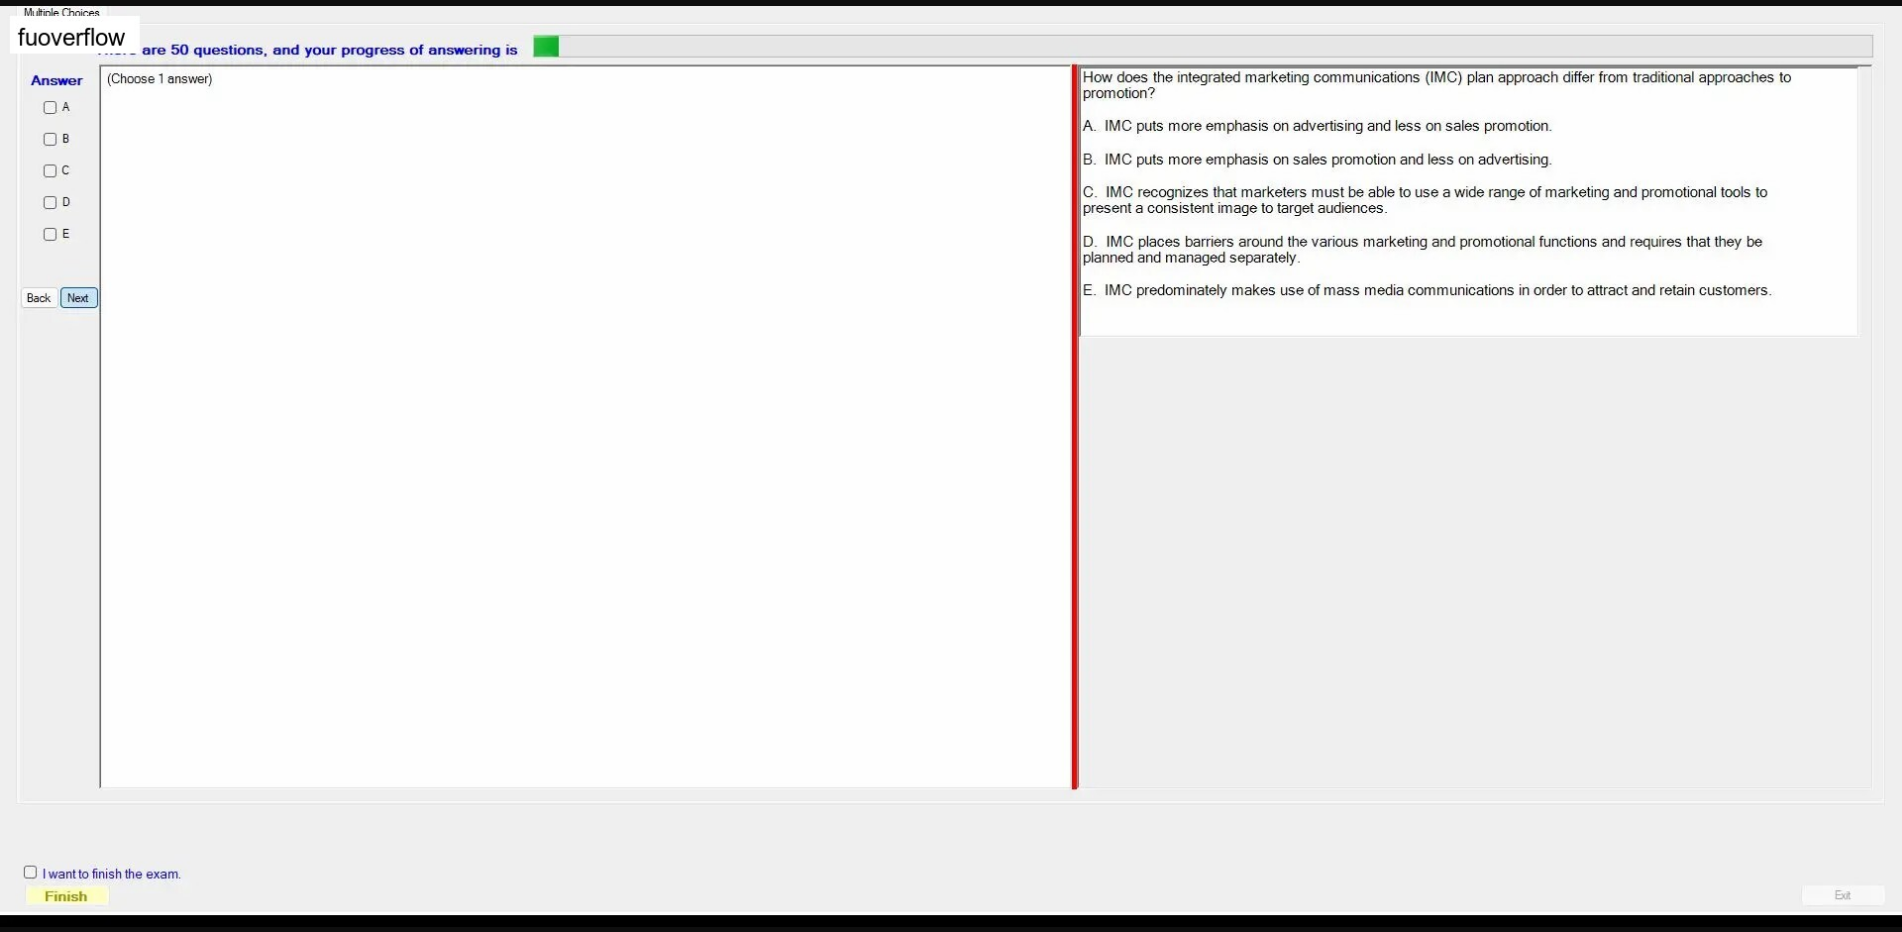 Multiple Choices
fuoverflow
are 50 questions, and your progress of answering is
Answer
(Choose 1 answer)
A
B
C
D
E
Back Next
How does the integrated marketing communications (IMC) plan approach differ from traditional approaches to
promotion?
A. IMC puts more emphasis on advertising and less on sales promotion.
B. IMC puts more emphasis on sales promotion and less on advertising.
C. IMC recognizes that marketers must be able to use a wide range of marketing and promotional tools to
present a consistent image to target audiences.
D. IMC places barriers around the various marketing and promotional functions and requires that they be
planned and managed separately.
E. IMC predominately makes use of mass media communications in order to attract and retain customers.
I want to finish the exam.
Finish
Exit